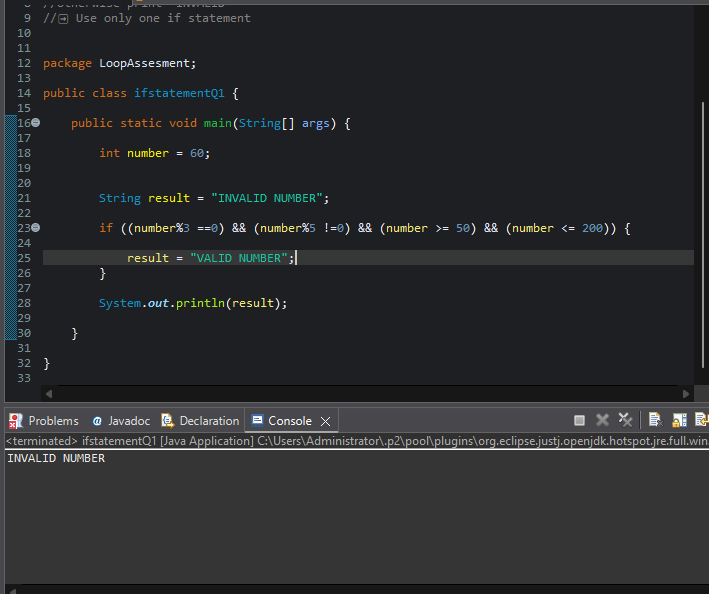 8 //otherwise print "INVALID"
9 //➔ Use only one if statement
10
11
12 package LoopAssesment;
13
14 public class ifstatementQ1 {
15
16 public static void main(String[] args) {
17
18 int number = 60;
19
20
21 String result = "INVALID NUMBER";
22
23 if ((number%3 ==0) && (number%5 !=0) && (number >= 50) && (number <= 200)) {
24
25 result = "VALID NUMBER";
26 }
27
28 System.out.println(result);
29
30 }
31
32 }
33
Problems @ Javadoc Declaration Console
<terminated> ifstatementQ1 [Java Application] C:\Users\Administrator\.p2\pool\plugins\org.eclipse.justj.openjdk.hotspot.jre.full.win
INVALID NUMBER